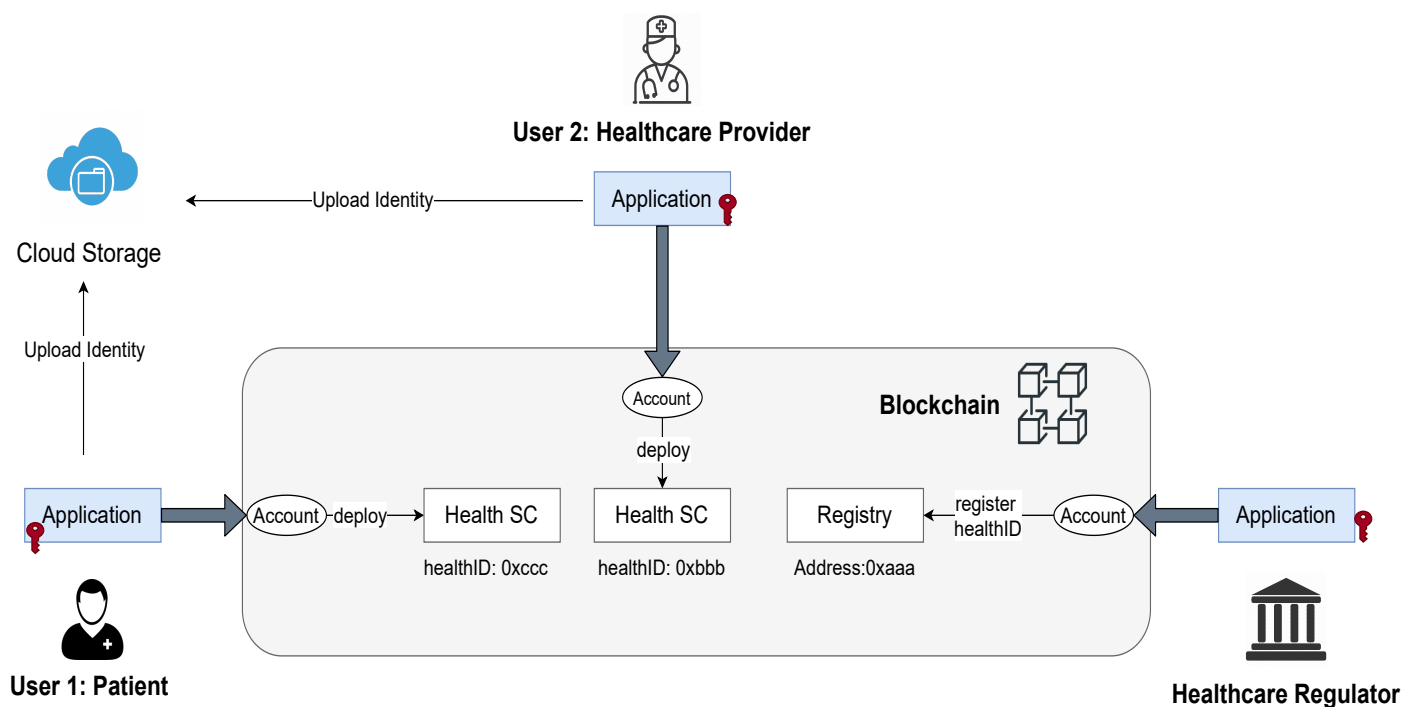 User 2: Healthcare Provider
Application
Upload Identity
Cloud Storage
Upload Identity
Account
Blockchain
deploy
Application
Account
deploy
Health SC
Health SC
Registry
register
healthID
Account
Application
healthID: 0xccc
healthID: 0xbbb
Address:0xaaa
User 1: Patient
Healthcare Regulator